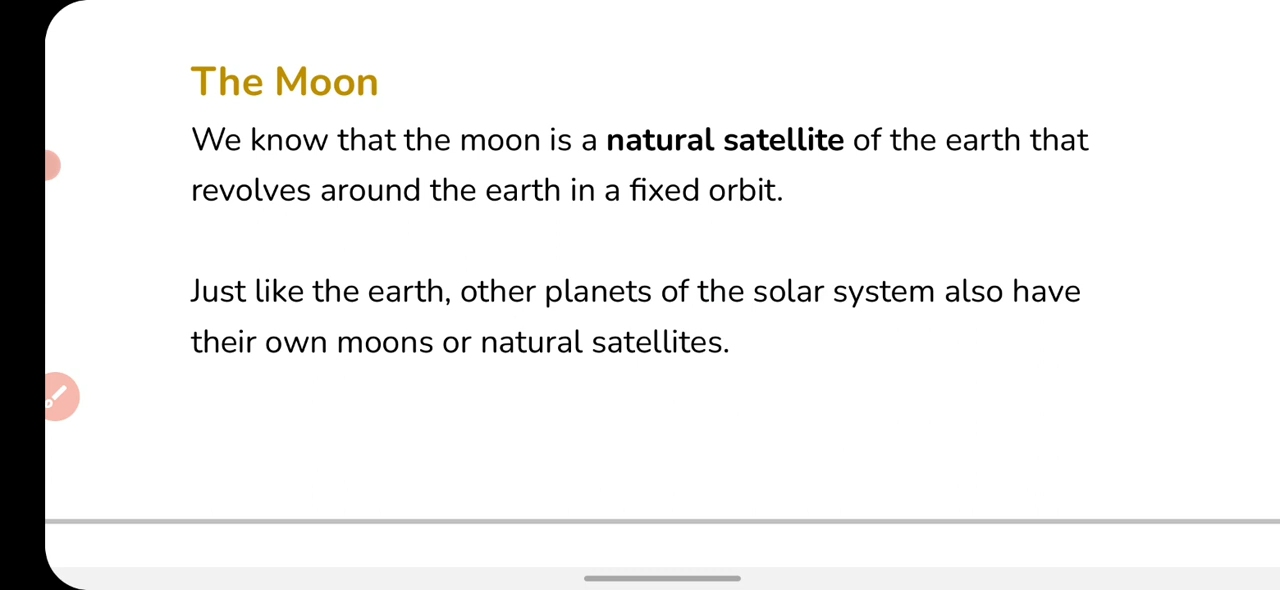 The Moon
We know that the moon is a natural satellite of the earth that
revolves around the earth in a fixed orbit.
Just like the earth, other planets of the solar system also have
their own moons or natural satellites.